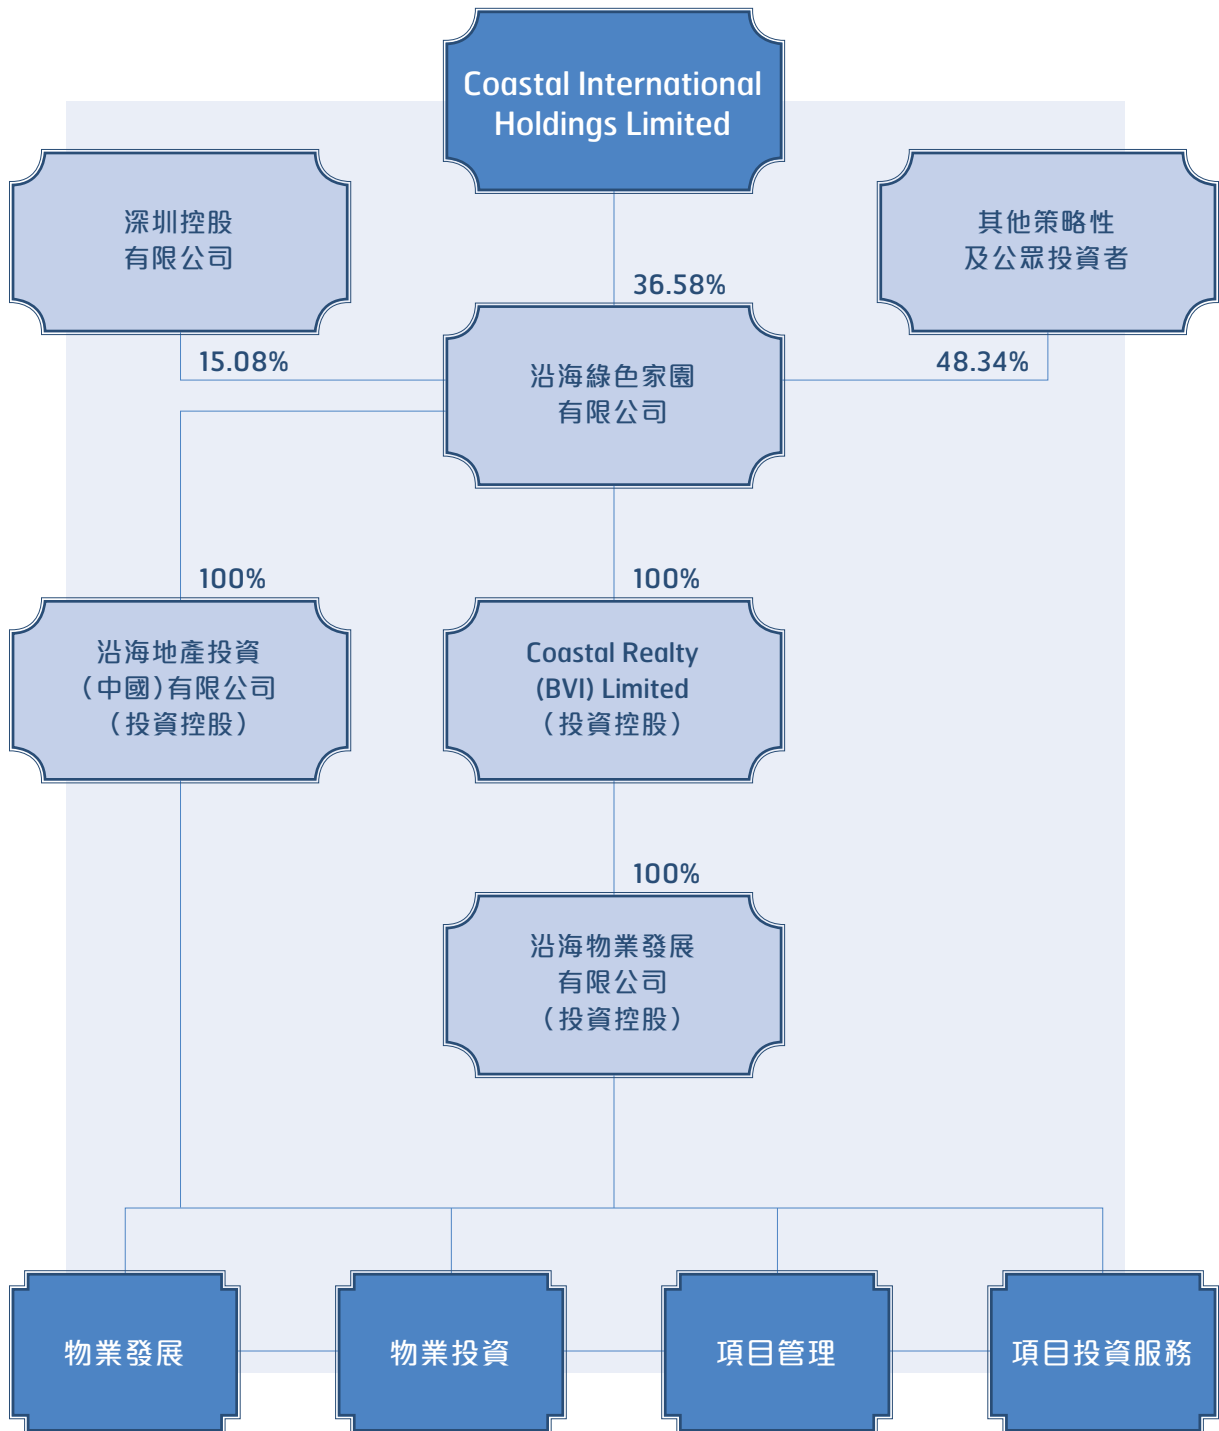 Coastal International
Holdings Limited
深圳控股
有限公司
其他策略性
及公眾投資者
36.58%
15.08%
48.34%
沿海綠色家園
有限公司
100%
100%
沿海地產投資
（中國）有限公司
（投資控股）
Coastal Realty
(BVI) Limited
（投資控股）
100%
沿海物業發展
有限公司
（投資控股）
物業發展
物業投資
項目管理
項目投資服務